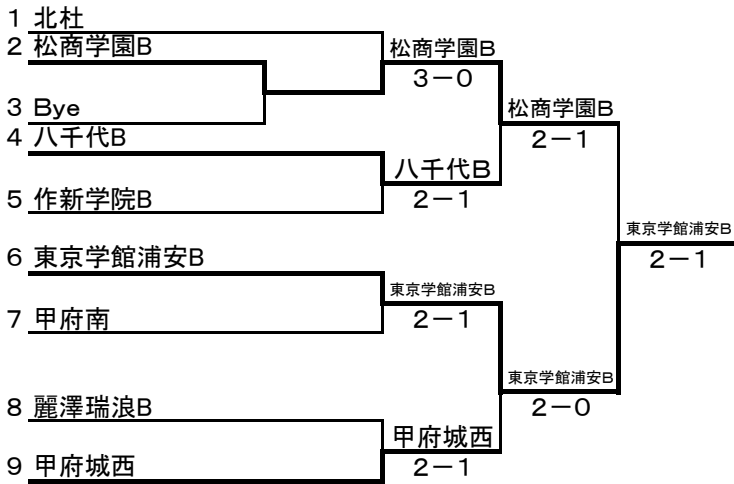 1 北杜
2 松商学園B
松商学園B
3－0
3 Bye
松商学園B
2－1
4 八千代B
八千代B
2－1
5 作新学院B
東京学館浦安B
2－1
6 東京学館浦安B
東京学館浦安B
2－1
7 甲府南
東京学館浦安B
2－0
8 麗澤瑞浪B
甲府城西
2－1
9 甲府城西